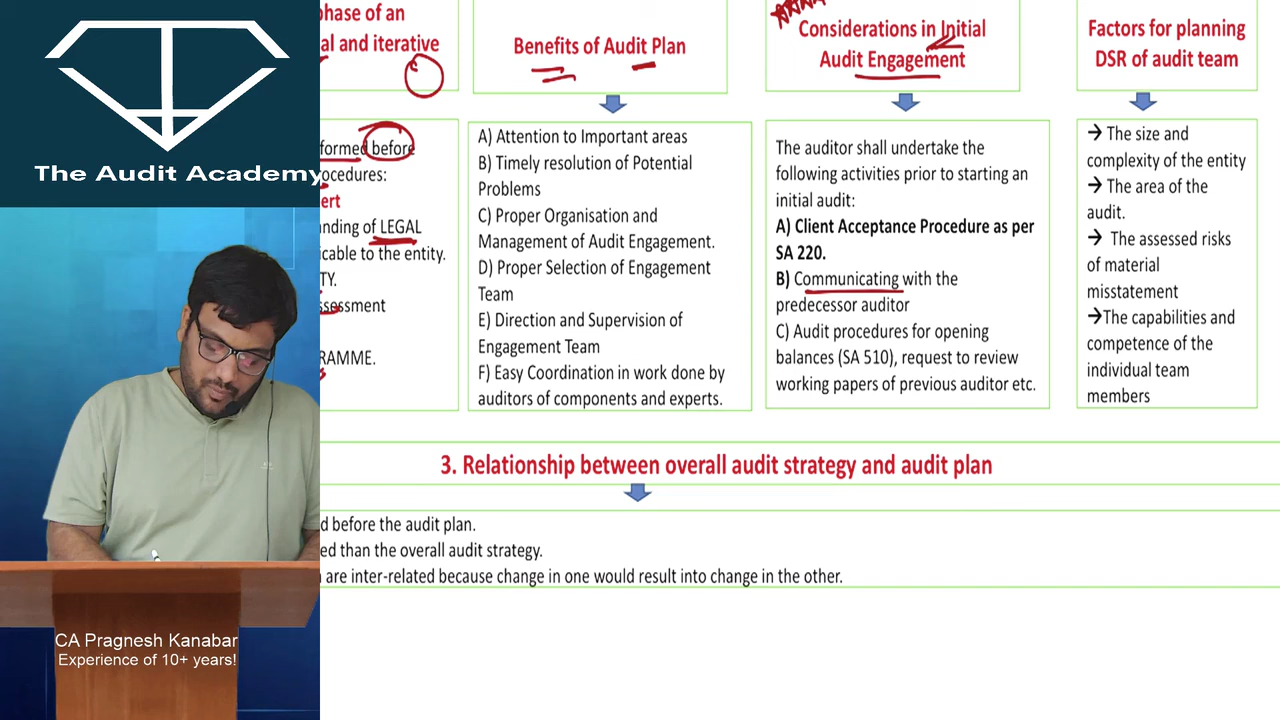 The Audit Academy
CA Pragnesh Kanabar
Experience of 10+ years!
phase of an
al and iterative
formed before
ocedures:
ert
nding of LEGAL
icable to the entity.
TY.
ssessment
RAMME.
Benefits of Audit Plan
A) Attention to Important areas
B) Timely resolution of Potential
Problems
C) Proper Organisation and
Management of Audit Engagement.
D) Proper Selection of Engagement
Team
E) Direction and Supervision of
Engagement Team
F) Easy Coordination in work done by
auditors of components and experts.
Considerations in Initial
Audit Engagement
The auditor shall undertake the
following activities prior to starting an
initial audit:
A) Client Acceptance Procedure as per
SA 220.
B) Communicating with the
predecessor auditor
C) Audit procedures for opening
balances (SA 510), request to review
working papers of previous auditor etc.
Factors for planning
DSR of audit team
→ The size and
complexity of the entity
→ The area of the
audit.
→ The assessed risks
of material
misstatement
→The capabilities and
competence of the
individual team
members
3. Relationship between overall audit strategy and audit plan
d before the audit plan.
ed than the overall audit strategy.
are inter-related because change in one would result into change in the other.